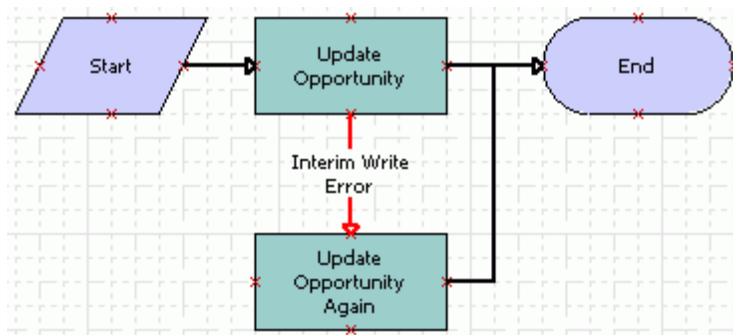 Start
Update
Opportunity
End
Interim Write
Error
Update
Opportunity
Again